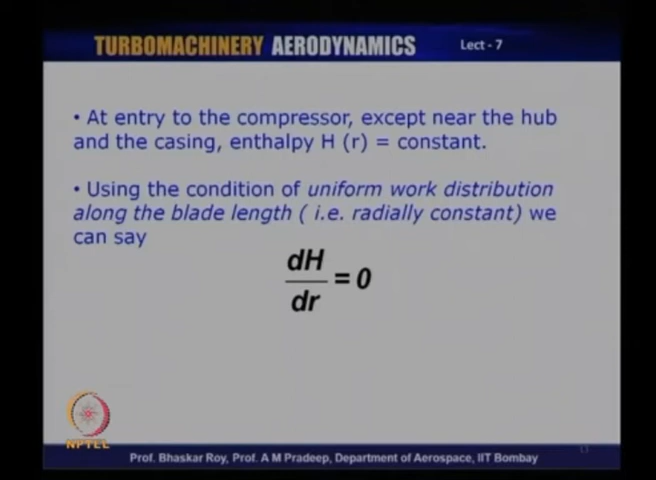 TURBOMACHINERY AERODYNAMICS Lect - 7
• At entry to the compressor, except near the hub
and the casing, enthalpy H (r) = constant.
• Using the condition of uniform work distribution
along the blade length ( i.e. radially constant) we
can say
dH
dr
= 0
NPTEL
Prof. Bhaskar Roy, Prof. A M Pradeep, Department of Aerospace, IIT Bombay
13